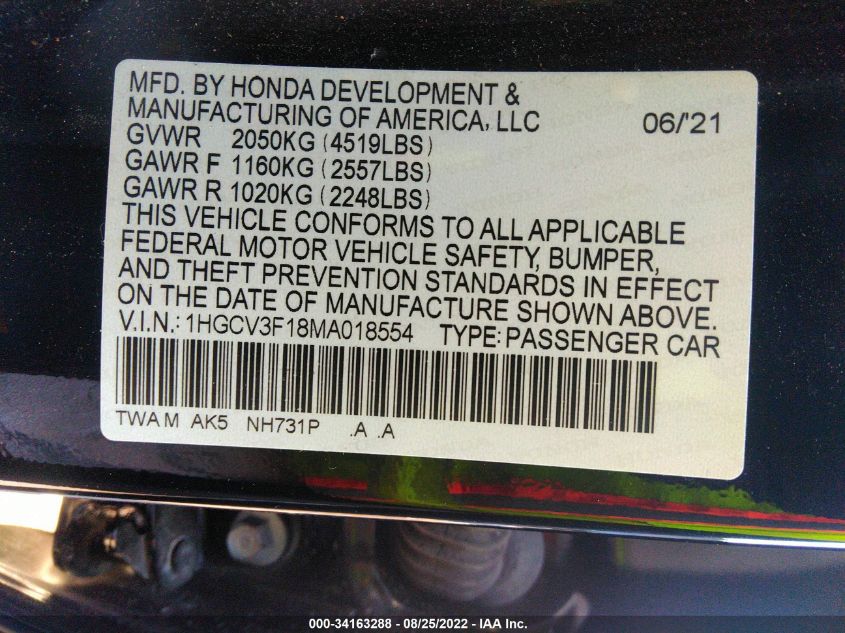 MFD. BY HONDA DEVELOPMENT &
MANUFACTURING OF AMERICA, LLC 06/'21
GVWR 2050KG (4519LBS)
GAWR F 1160KG (2557LBS)
GAWR R 1020KG (2248LBS)
THIS VEHICLE CONFORMS TO ALL APPLICABLE
FEDERAL MOTOR VEHICLE SAFETY, BUMPER,
AND THEFT PREVENTION STANDARDS IN EFFECT
ON THE DATE OF MANUFACTURE SHOWN ABOVE.
V.I.N.: 1HGCV3F18MA018554 TYPE: PASSENGER CAR
TWA M AK5 NH731P .A .A
000-34163288 - 08/25/2022 - IAA Inc.